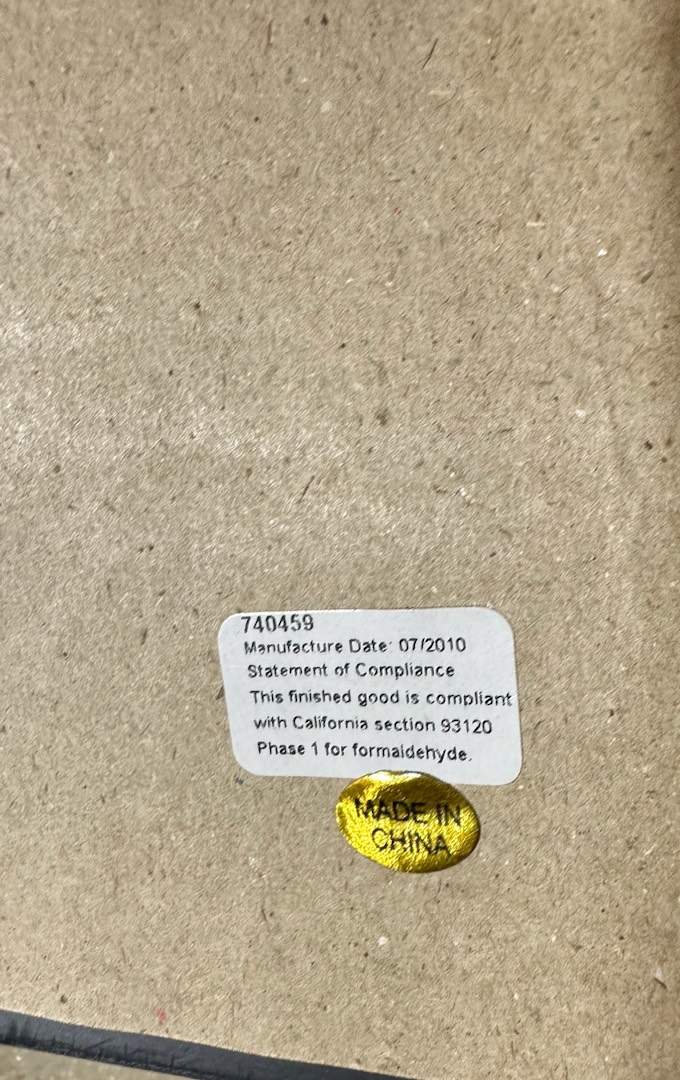 740459
Manufacture Date: 07/2010
Statement of Compliance
This finished good is compliant
with California section 93120
Phase 1 for formaldehyde.
MADE IN
CHINA